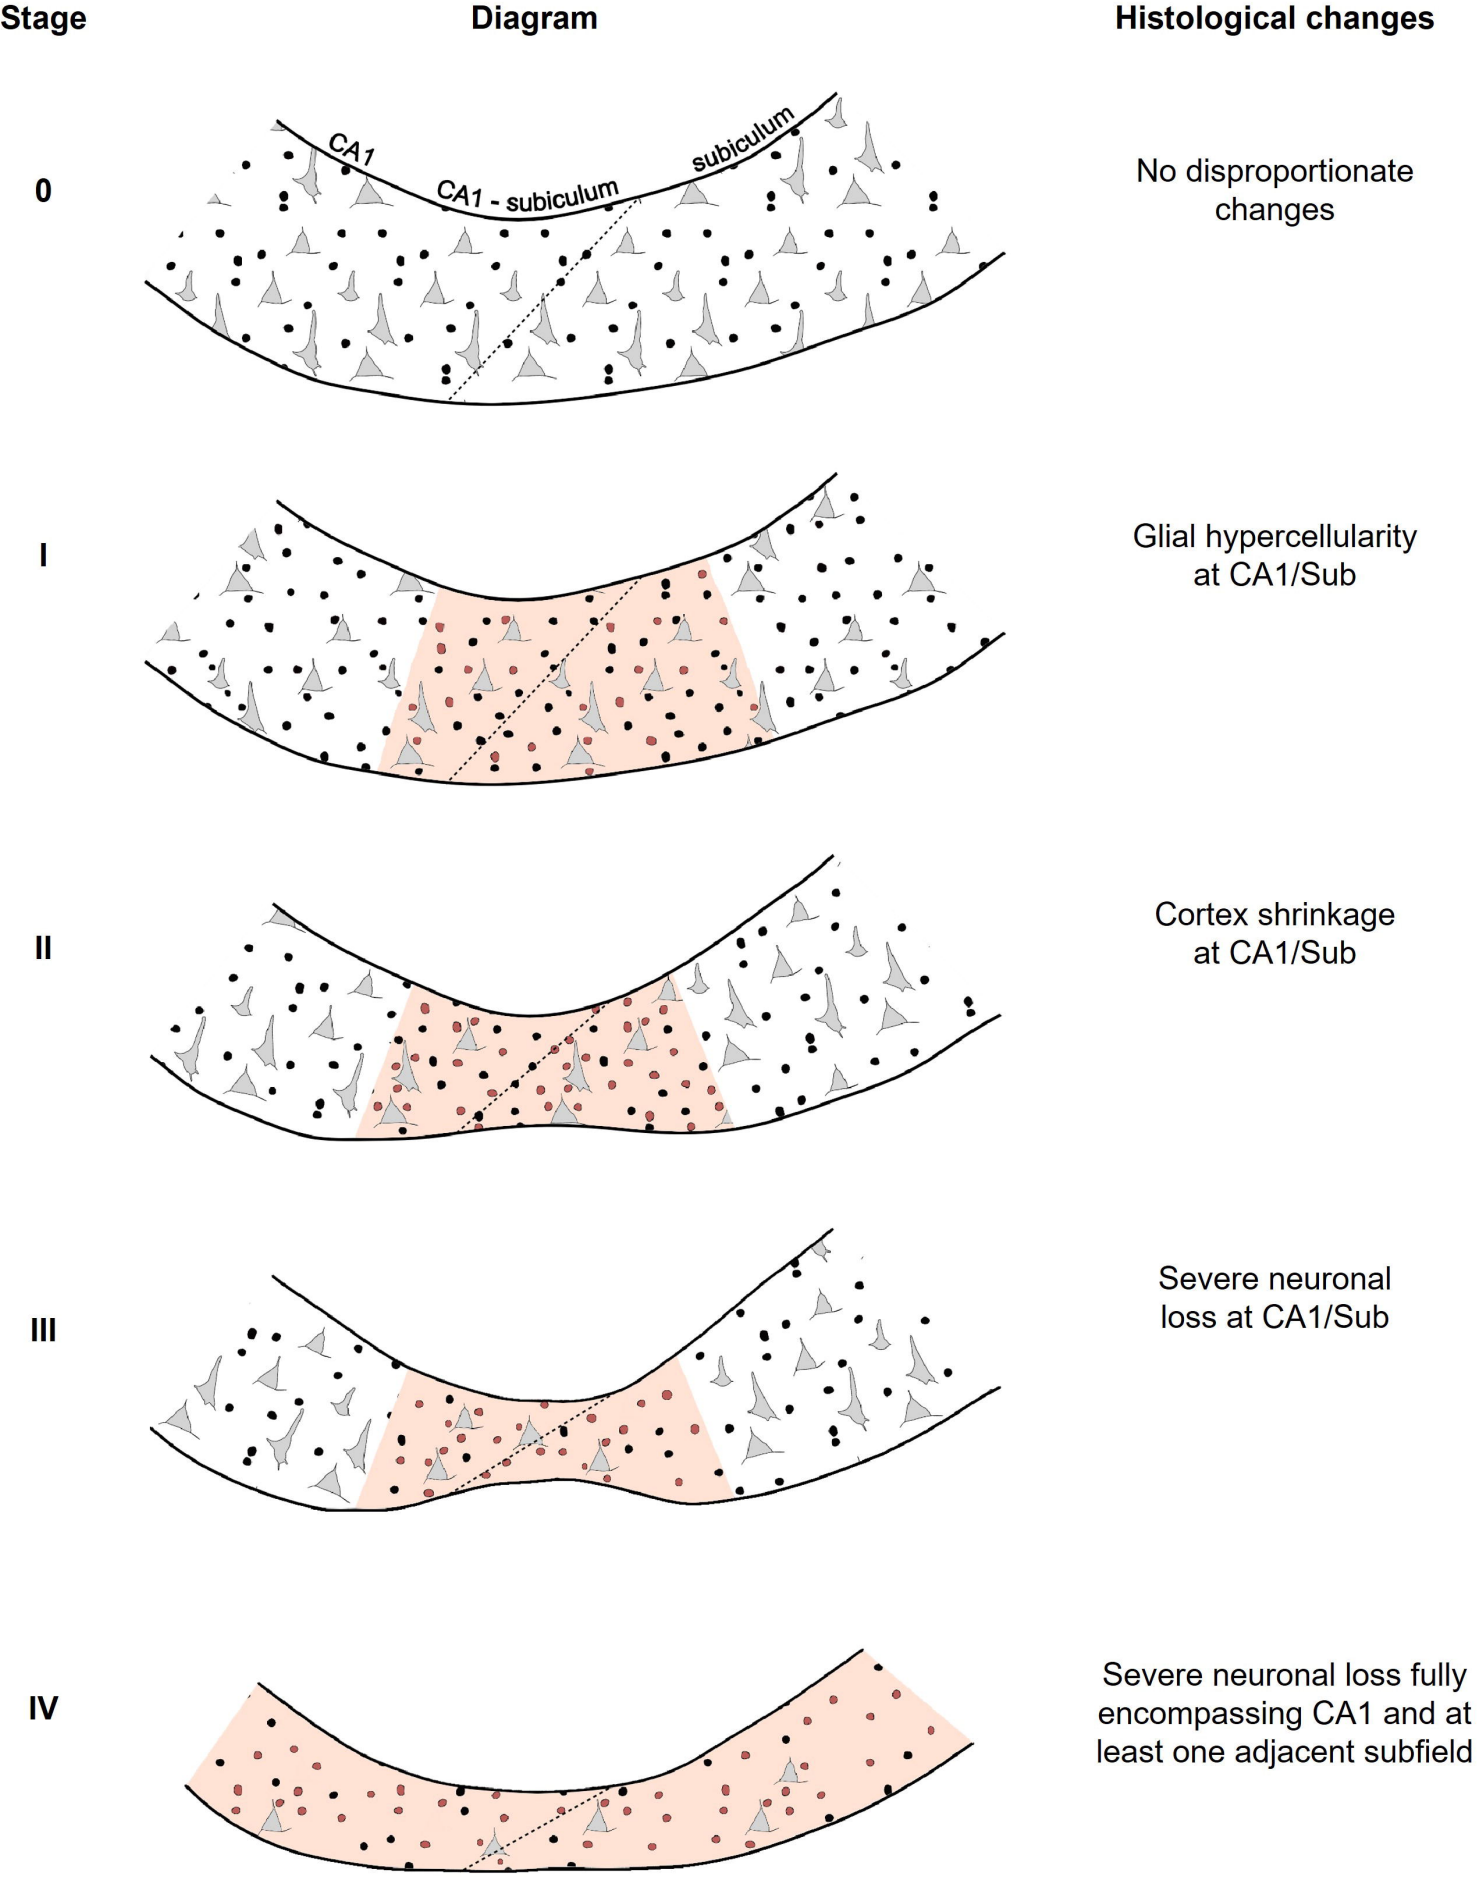 Stage Diagram Histological changes
CA1
CA1 - subiculum
subiculum
0
No disproportionate
changes
I
Glial hypercellularity
at CA1/Sub
II
Cortex shrinkage
at CA1/Sub
III
Severe neuronal
loss at CA1/Sub
IV
Severe neuronal loss fully
encompassing CA1 and at
least one adjacent subfield